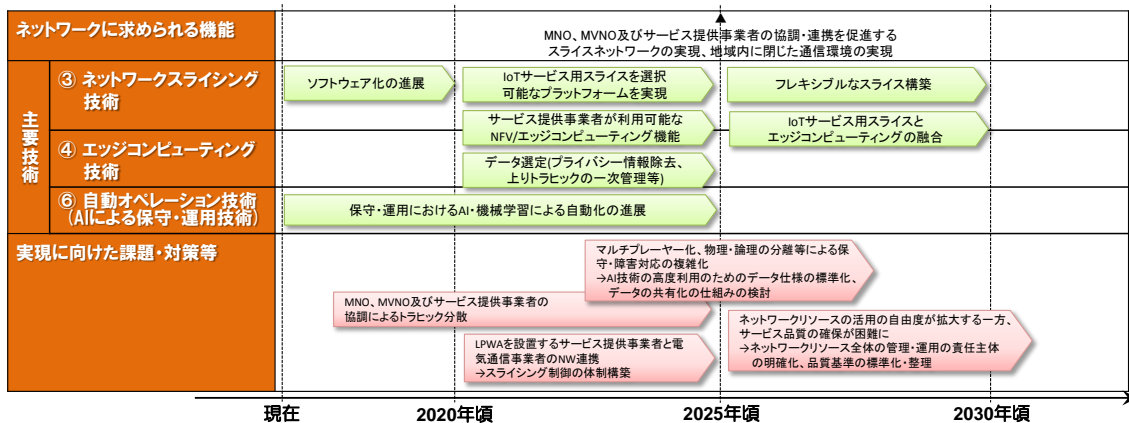 ネットワークに求められる機能
MNO、MVNO及びサービス提供事業者の協調・連携を促進する
スライスネットワークの実現、地域内に閉じた通信環境の実現
主要技術
③ ネットワークスライシング
技術
ソフトウェア化の進展
IoTサービス用スライスを選択
可能なプラットフォームを実現
フレキシブルなスライス構築
サービス提供事業者が利用可能な
NFV/エッジコンピューティング機能
IoTサービス用スライスと
エッジコンピューティングの融合
④ エッジコンピューティング
技術
データ選定(プライバシー情報除去、
上りトラヒックの一次管理等)
⑥ 自動オペレーション技術
(AIによる保守・運用技術)
保守・運用におけるAI・機械学習による自動化の進展
実現に向けた課題・対策等
マルチプレーヤー化、物理・論理の分離等による保
守・障害対応の複雑化
→AI技術の高度利用のためのデータ仕様の標準化、
データの共有化の仕組みの検討
MNO、MVNO及びサービス提供事業者の
協調によるトラヒック分散
ネットワークリソースの活用の自由度が拡大する一方、
サービス品質の確保が困難に
→ネットワークリソース全体の管理・運用の責任主体
の明確化、品質基準の標準化・整理
LPWAを設置するサービス提供事業者と電
気通信事業者のNW連携
→スライシング制御の体制構築
現在
2020年頃
2025年頃
2030年頃